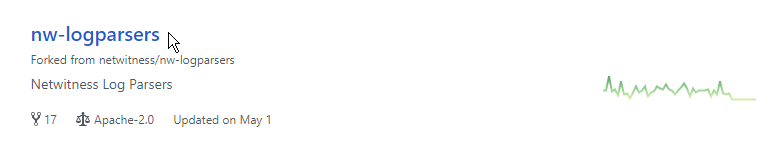 nw-logparsers
Forked from netwitness/nw-logparsers
Netwitness Log Parsers
17 Apache-2.0 Updated on May 1